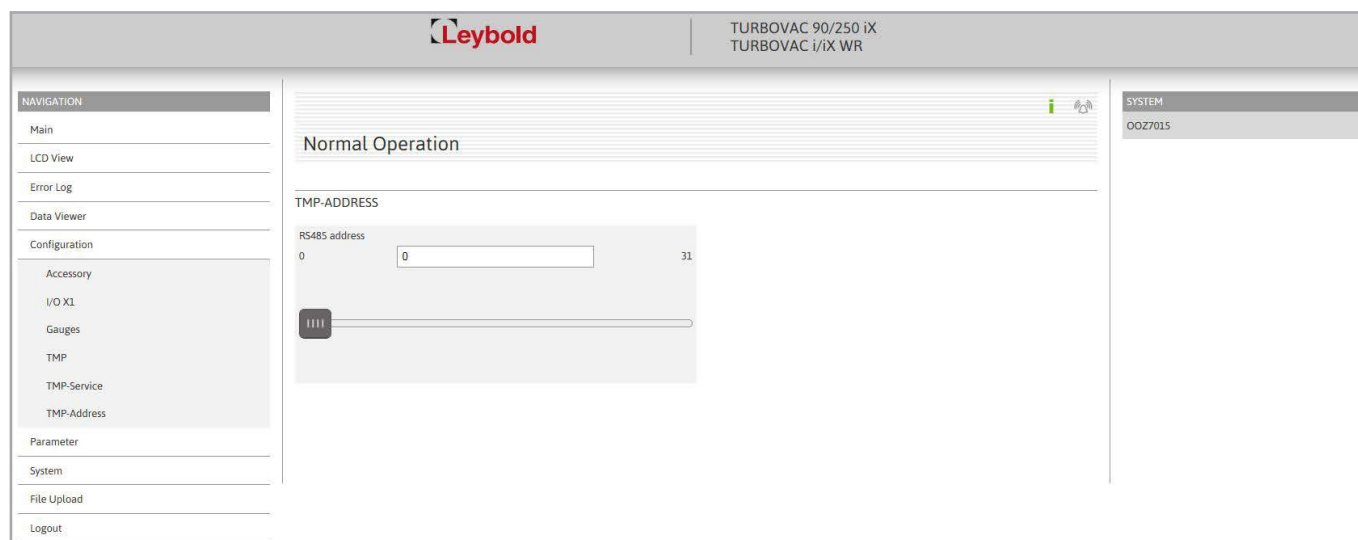 Leybold
TURBOVAC 90/250 iX
TURBOVAC i/iX WR
NAVIGATION
Main
LCD View
Error Log
Data Viewer
Configuration
Accessory
I/O X1
Gauges
TMP
TMP-Service
TMP-Address
Parameter
System
File Upload
Logout
i
Normal Operation
TMP-ADDRESS
RS485 address
0 0 31
SYSTEM
OOZ7015